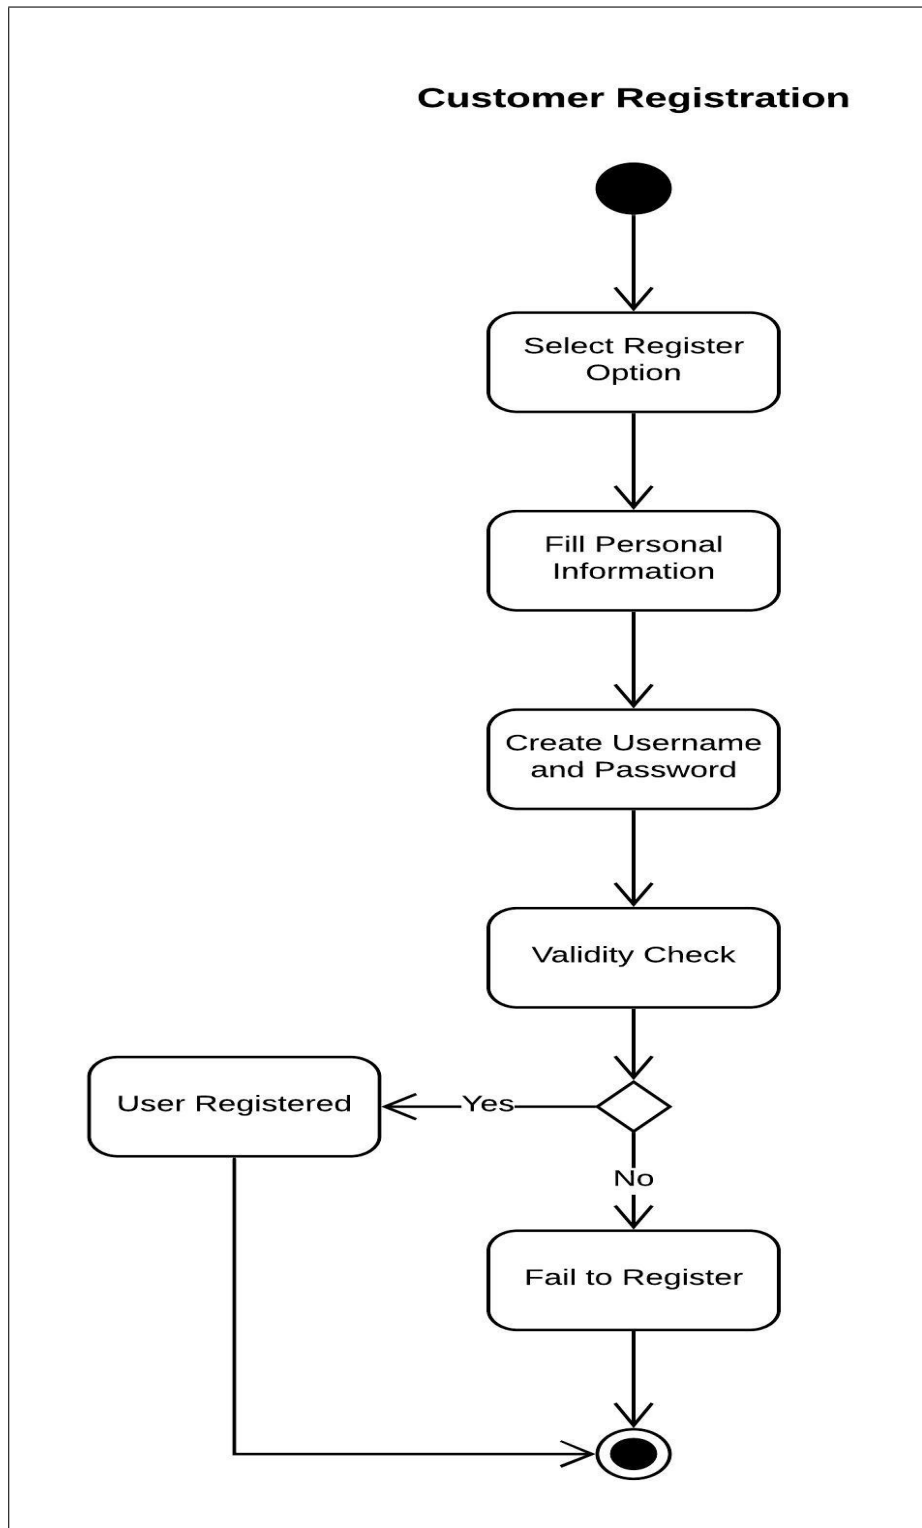 Customer Registration
Select Register
Option
Fill Personal
Information
Create Username
and Password
Validity Check
User Registered
Yes
No
Fail to Register